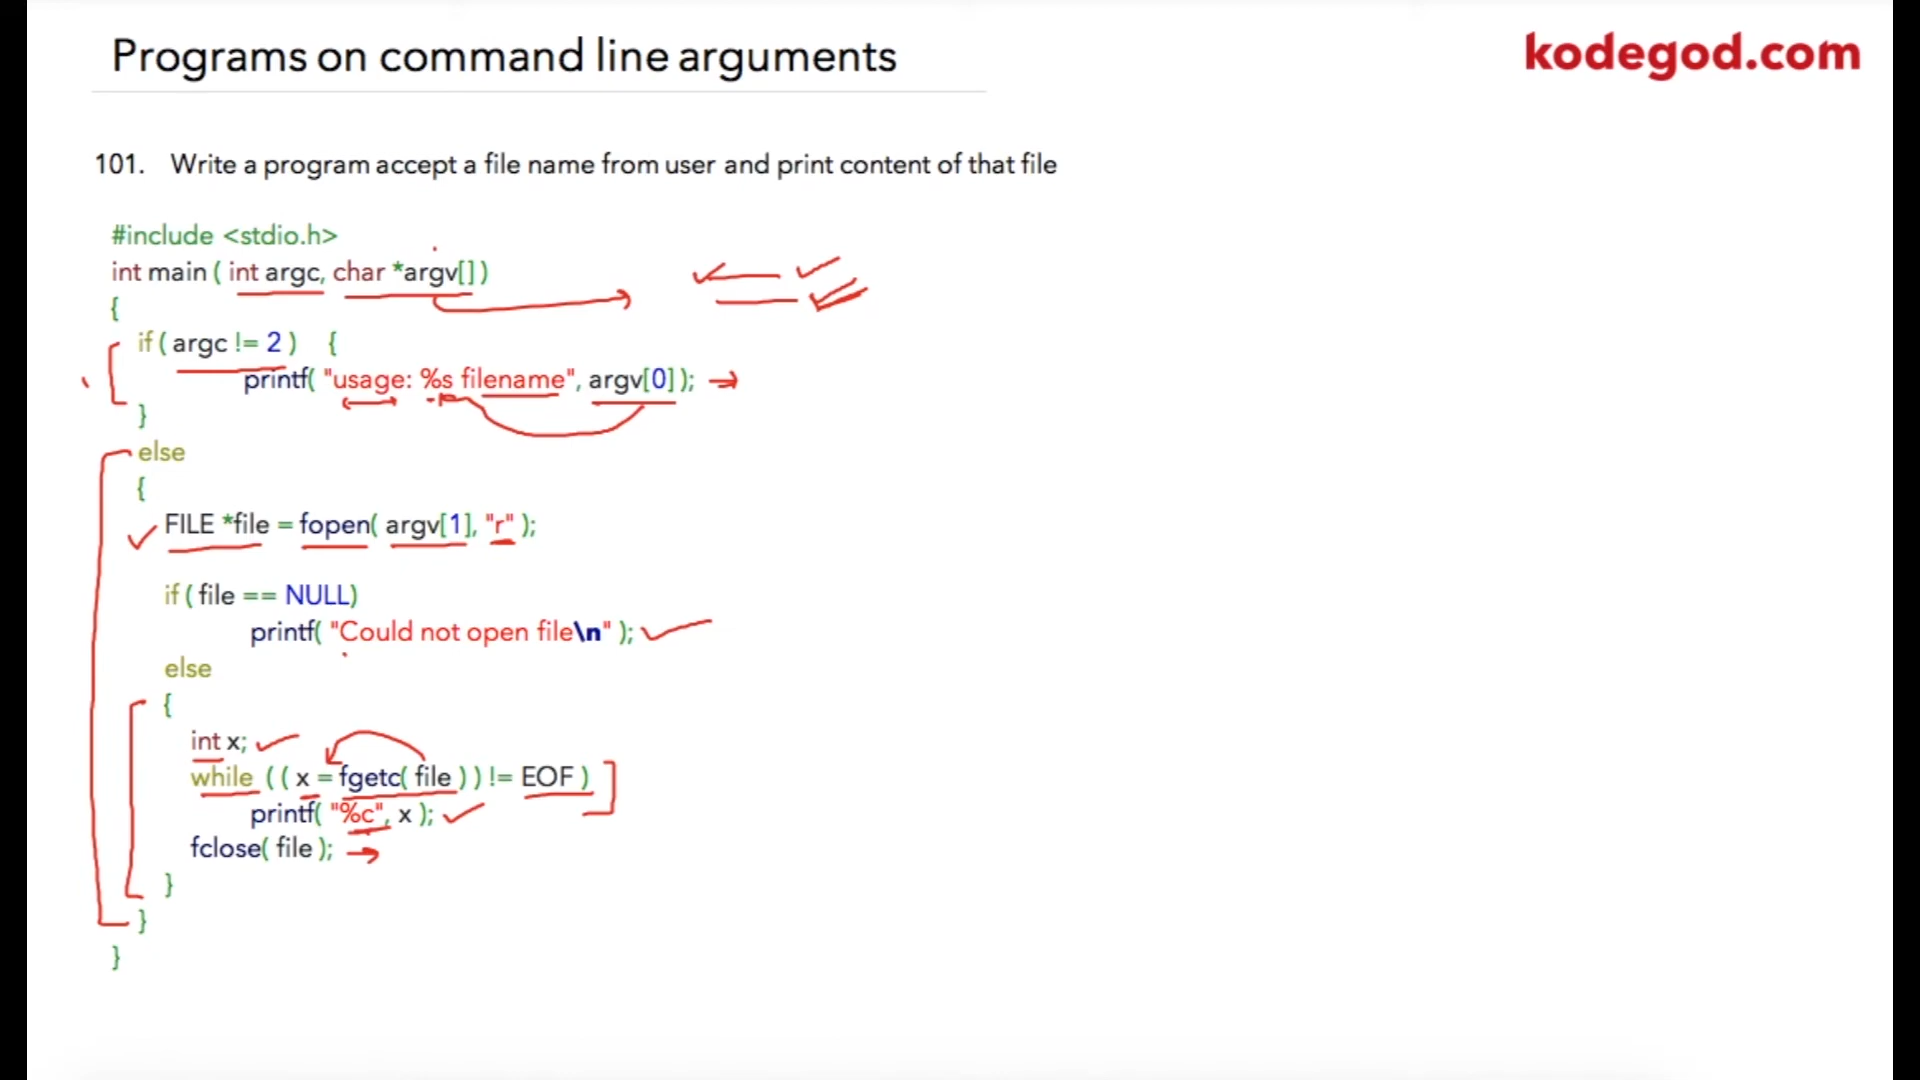 Programs on command line arguments
kodegod.com
101. Write a program accept a file name from user and print content of that file
#include <stdio.h>
int main ( int argc, char *argv[] )
{
if ( argc != 2 ) {
printf( "usage: %s filename", argv[0] );
}
else
{
FILE *file = fopen( argv[1], "r" );
if ( file == NULL)
printf( "Could not open file\n" );
else
{
int x;
while ( ( x = fgetc( file ) ) != EOF )
printf( "%c", x );
fclose( file );
}
}
}